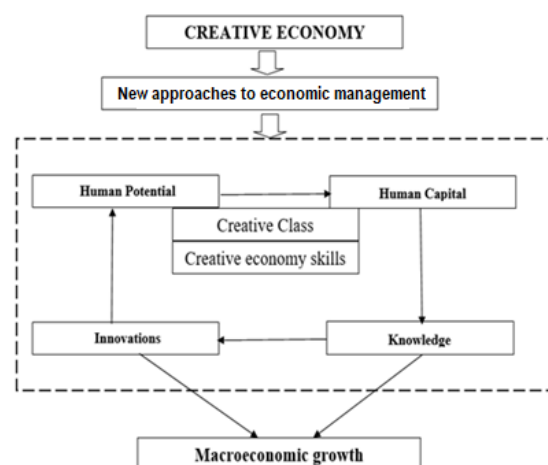 CREATIVE ECONOMY
New approaches to economic management
Human Potential
Human Capital
Creative Class
Creative economy skills
Innovations
Knowledge
Macroeconomic growth